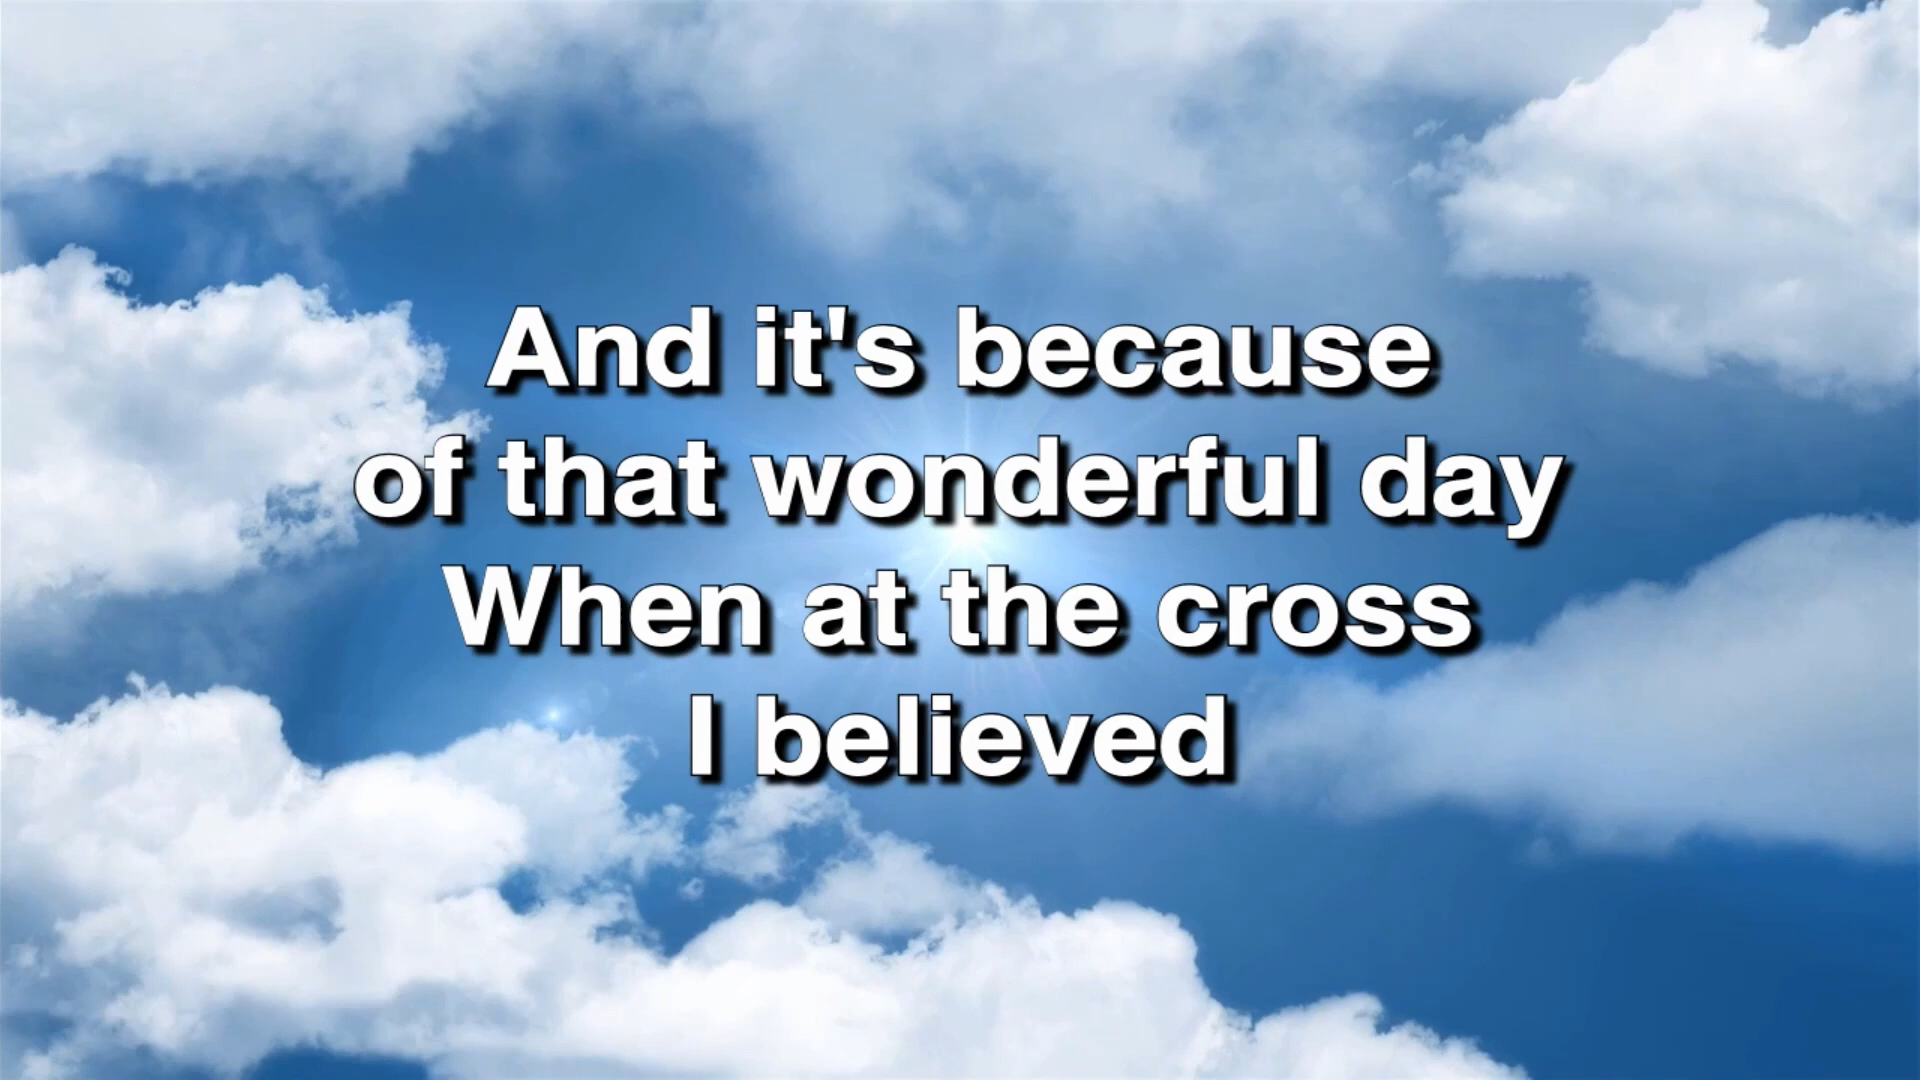 And it's because
of that wonderful day
When at the cross
I believed